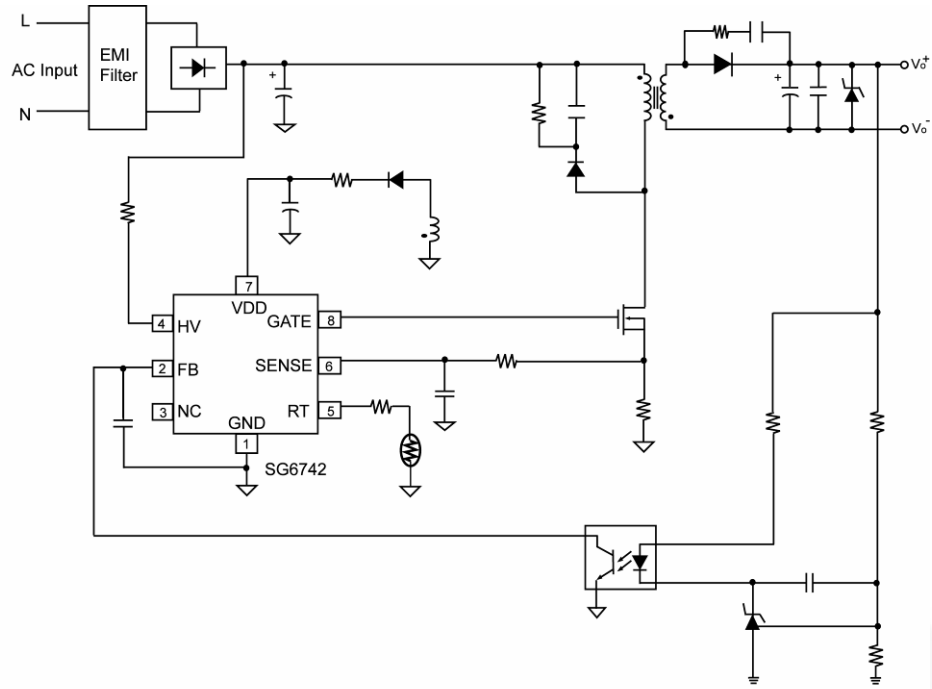 L
AC Input
N
EMI
Filter
+
+
Vo+
Vo-
7
VDD
4
HV
GATE
8
2
FB
SENSE
6
3
NC
RT
5
GND
1
SG6742